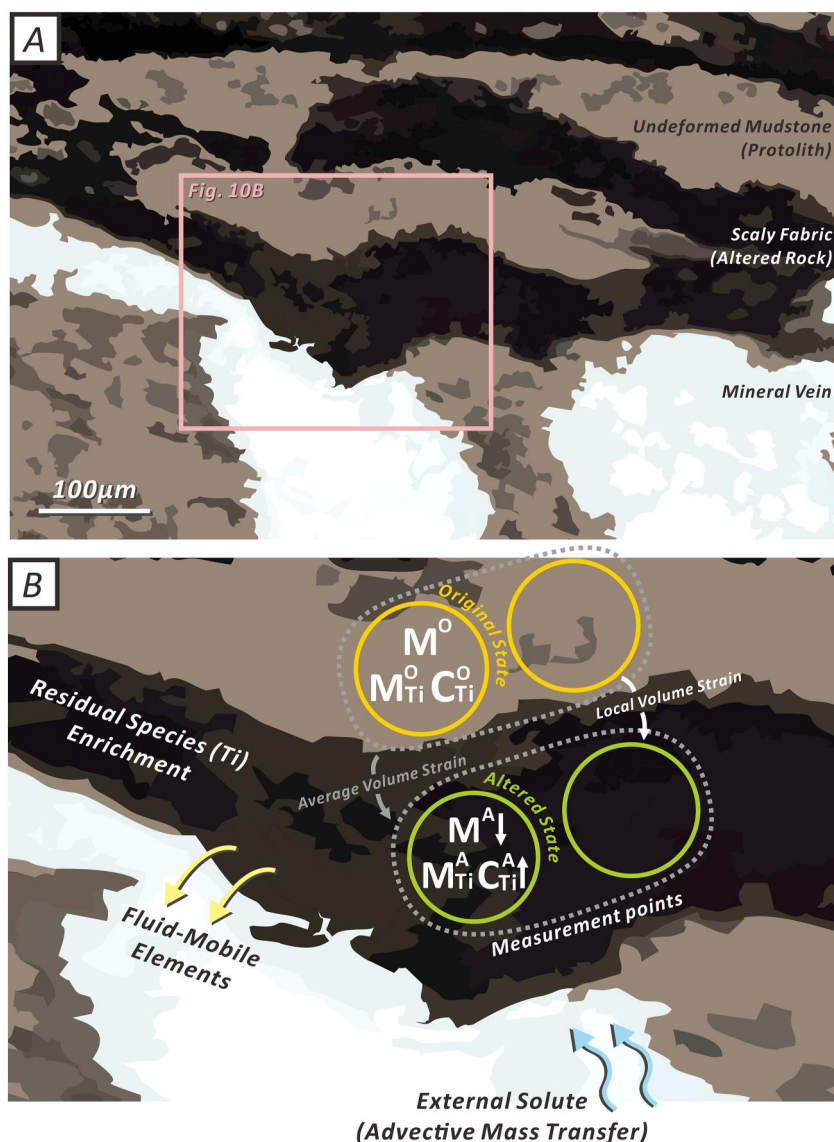 A
Undeformed Mudstone
(Protolith)
Fig. 10B
Scaly Fabric
(Altered Rock)
Mineral Vein
100µm
B
Original State
M^O
M^O_Ti C^O_Ti
Residual Species (Ti)
Enrichment
Local Volume Strain
Average Volume Strain
Altered State
M^A↓
M^A_Ti C^A_Ti↑
Measurement points
Fluid-Mobile
Elements
External Solute
(Advective Mass Transfer)